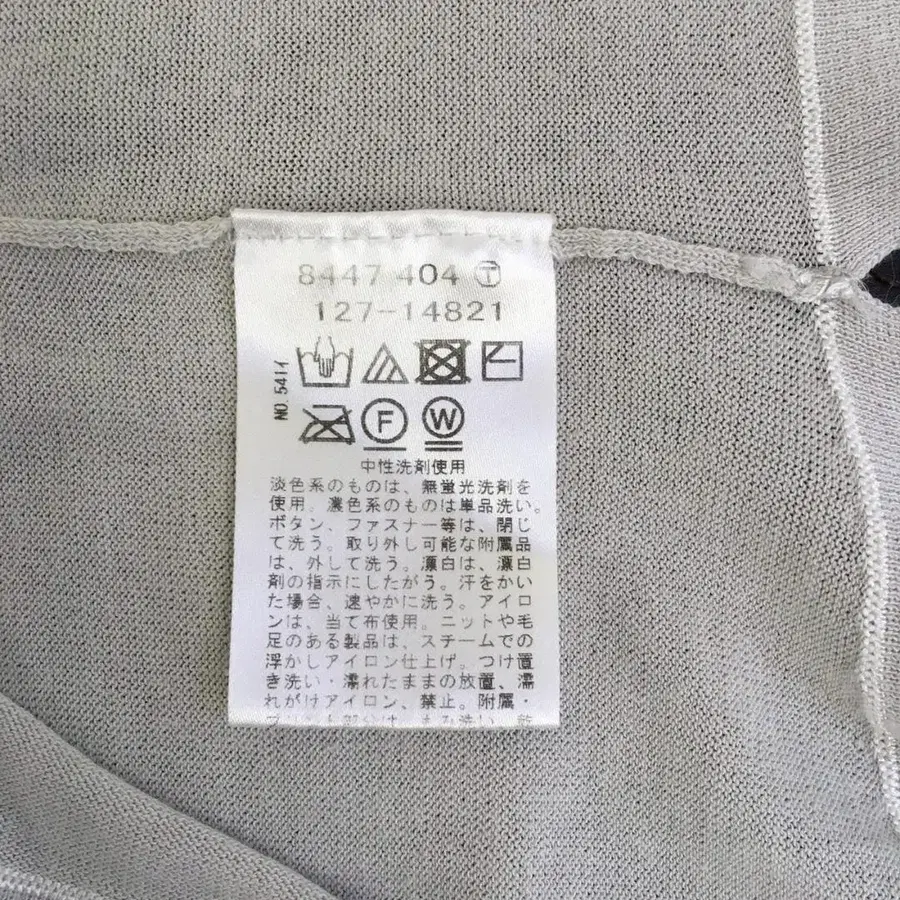 8447 404 Ⓣ
127-14821
NO.541イ
F W
中性洗剤使用
淡色系のものは、無蛍光洗剤を
使用。濃色系のものは単品洗い。
ボタン、ファスナー等は、閉じ
て洗う。取り外し可能な附属品
は、外して洗う。漂白は、漂白
剤の指示にしたがう。汗をかい
た場合、速やかに洗う。アイロ
ンは、当て布使用。ニットや毛
足のある製品は、スチームでの
浮かしアイロン仕上げ。つけ置
き洗い・濡れたままの放置、濡
れがけアイロン、禁止。附属・